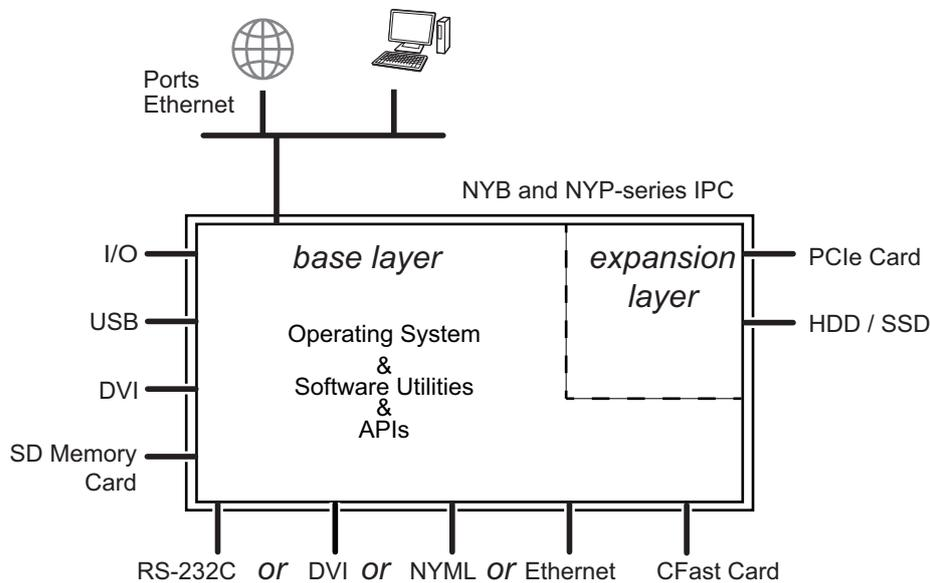 Ports
Ethernet
NYB and NYP-series IPC
I/O
USB
DVI
SD Memory
Card
base layer
Operating System
&
Software Utilities
&
APIs
expansion
layer
PCIe Card
HDD / SSD
RS-232C or DVI or NYML or Ethernet CFast Card